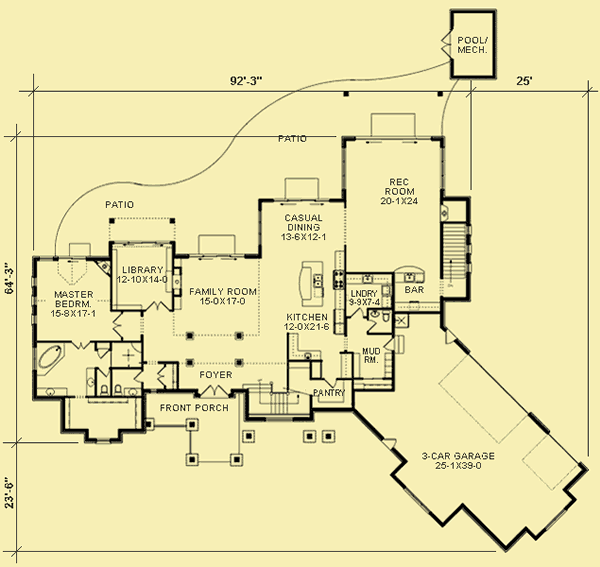 POOL/
MECH.
92'-3"
25'
PATIO
REC
ROOM
20-1X24
PATIO
CASUAL
DINING
13-6X12-1
64'-3"
LIBRARY
12-10X14-0
FAMILY ROOM
15-0X17-0
MASTER
BEDRM.
15-8X17-1
LNDRY
9-9X7-4
BAR
KITCHEN
12-0X21-6
MUD
RM.
FOYER
PANTRY
FRONT PORCH
3-CAR GARAGE
25-1X39-0
23'-6"